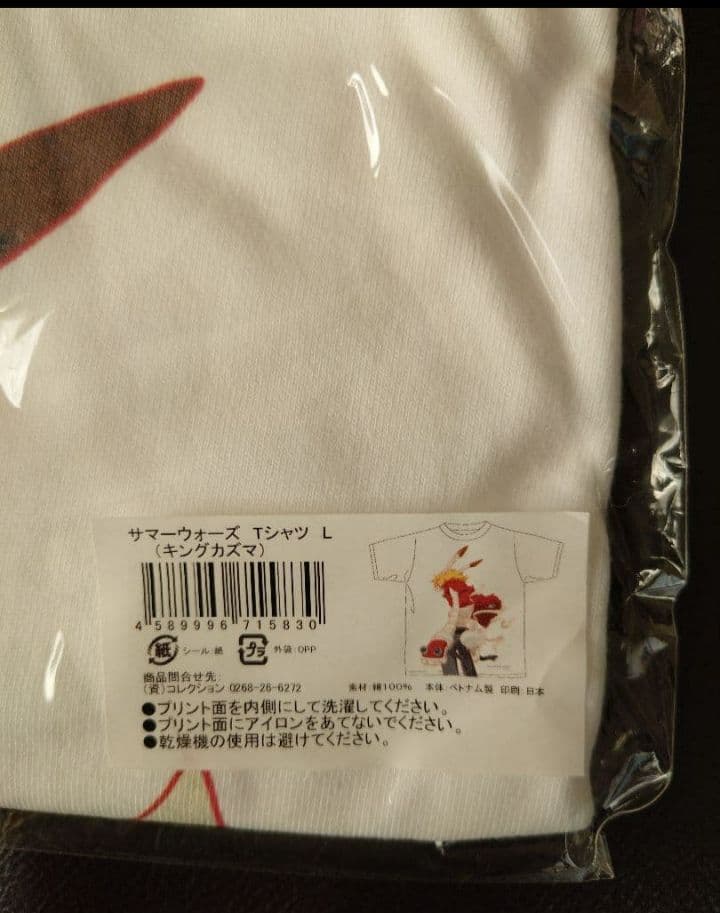 サマーウォーズ Tシャツ L
（キングカズマ）
4 589996 715830
紙 シール:紙 プラ 外袋:OPP
商品問合せ先:
（資）コレクション 0268-26-6272
素材 綿100% 本体 ベトナム製 印刷 日本
●プリント面を内側にして洗濯してください。
●プリント面にアイロンをあてないでください。
●乾燥機の使用は避けてください。